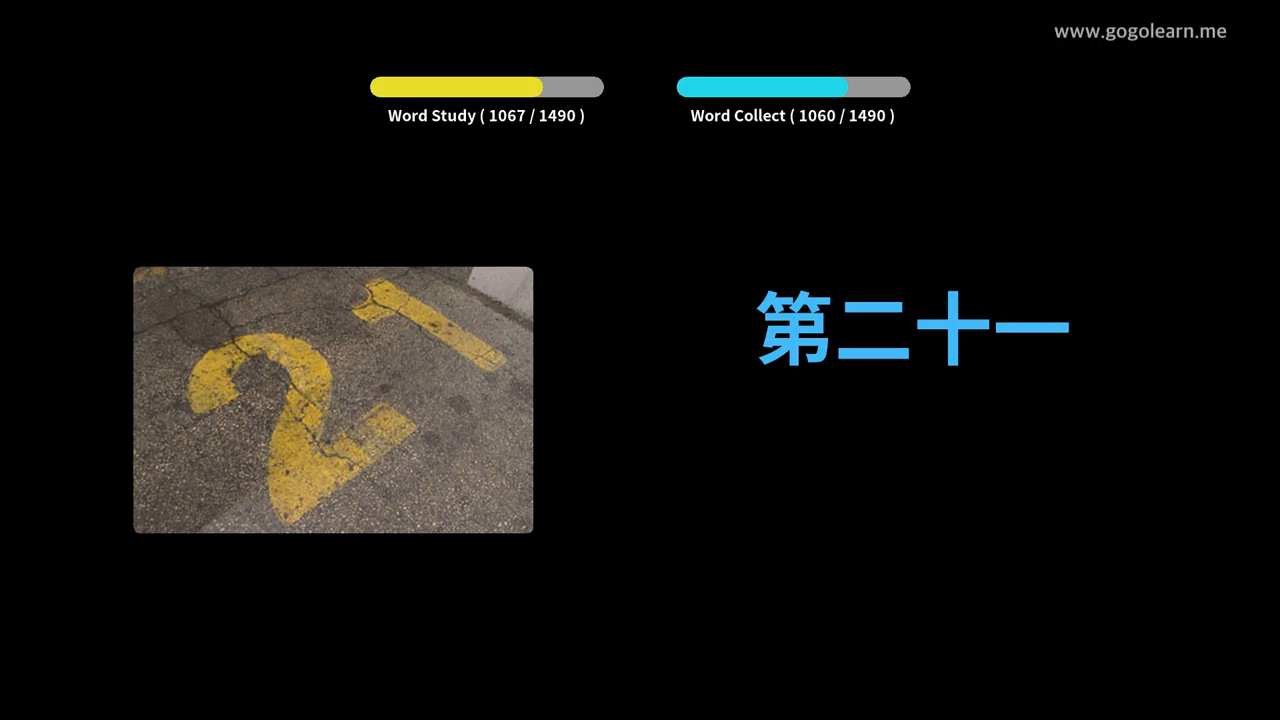 www.gogolearn.me
Word Study ( 1067 / 1490 )
Word Collect ( 1060 / 1490 )
21
第二十一